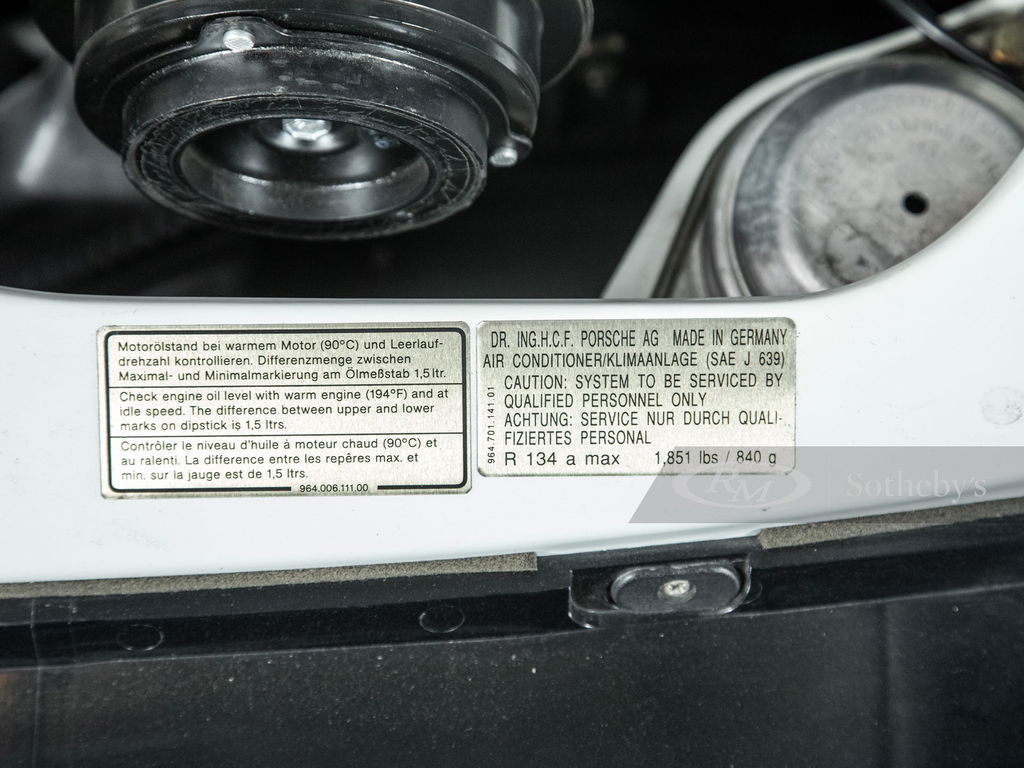 Motorölstand bei warmem Motor (90°C) und Leerlauf-
drehzahl kontrollieren. Differenzmenge zwischen
Maximal- und Minimalmarkierung am Ölmeßstab 1,5 ltr.
Check engine oil level with warm engine (194°F) and at
idle speed. The difference between upper and lower
marks on dipstick is 1,5 ltrs.
Contrôler le niveau d'huile à moteur chaud (90°C) et
au ralenti. La difference entre les repêres max. et
min. sur la jauge est de 1,5 ltrs.
964.006.111.00
DR. ING.H.C.F. PORSCHE AG MADE IN GERMANY
AIR CONDITIONER/KLIMAANLAGE (SAE J 639)
CAUTION: SYSTEM TO BE SERVICED BY
QUALIFIED PERSONNEL ONLY
ACHTUNG: SERVICE NUR DURCH QUALI-
FIZIERTES PERSONAL
R 134 a max 1,851 lbs / 840 g
964.701.141.01
RM Sotheby's